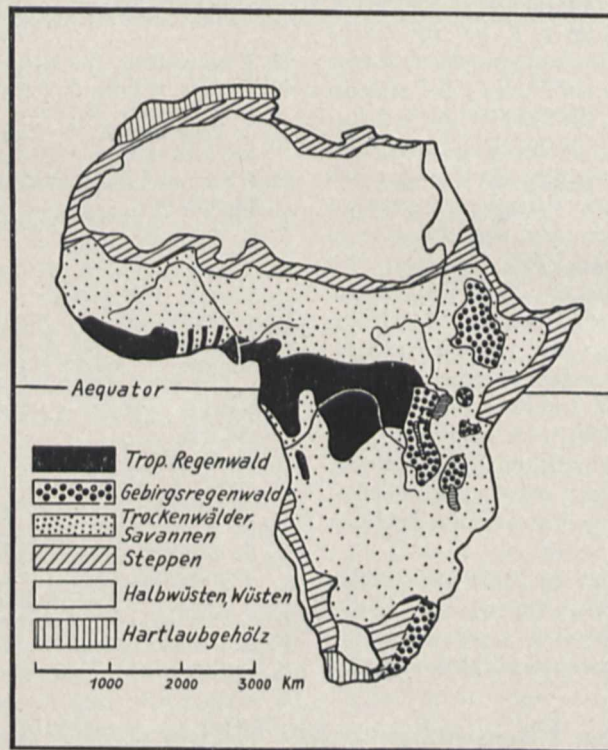 Aequator
Trop. Regenwald
Gebirgsregenwald
Trockenwälder,
Savannen
Steppen
Halbwüsten, Wüsten
Hartlaubgehölz
1000 2000 3000 Km